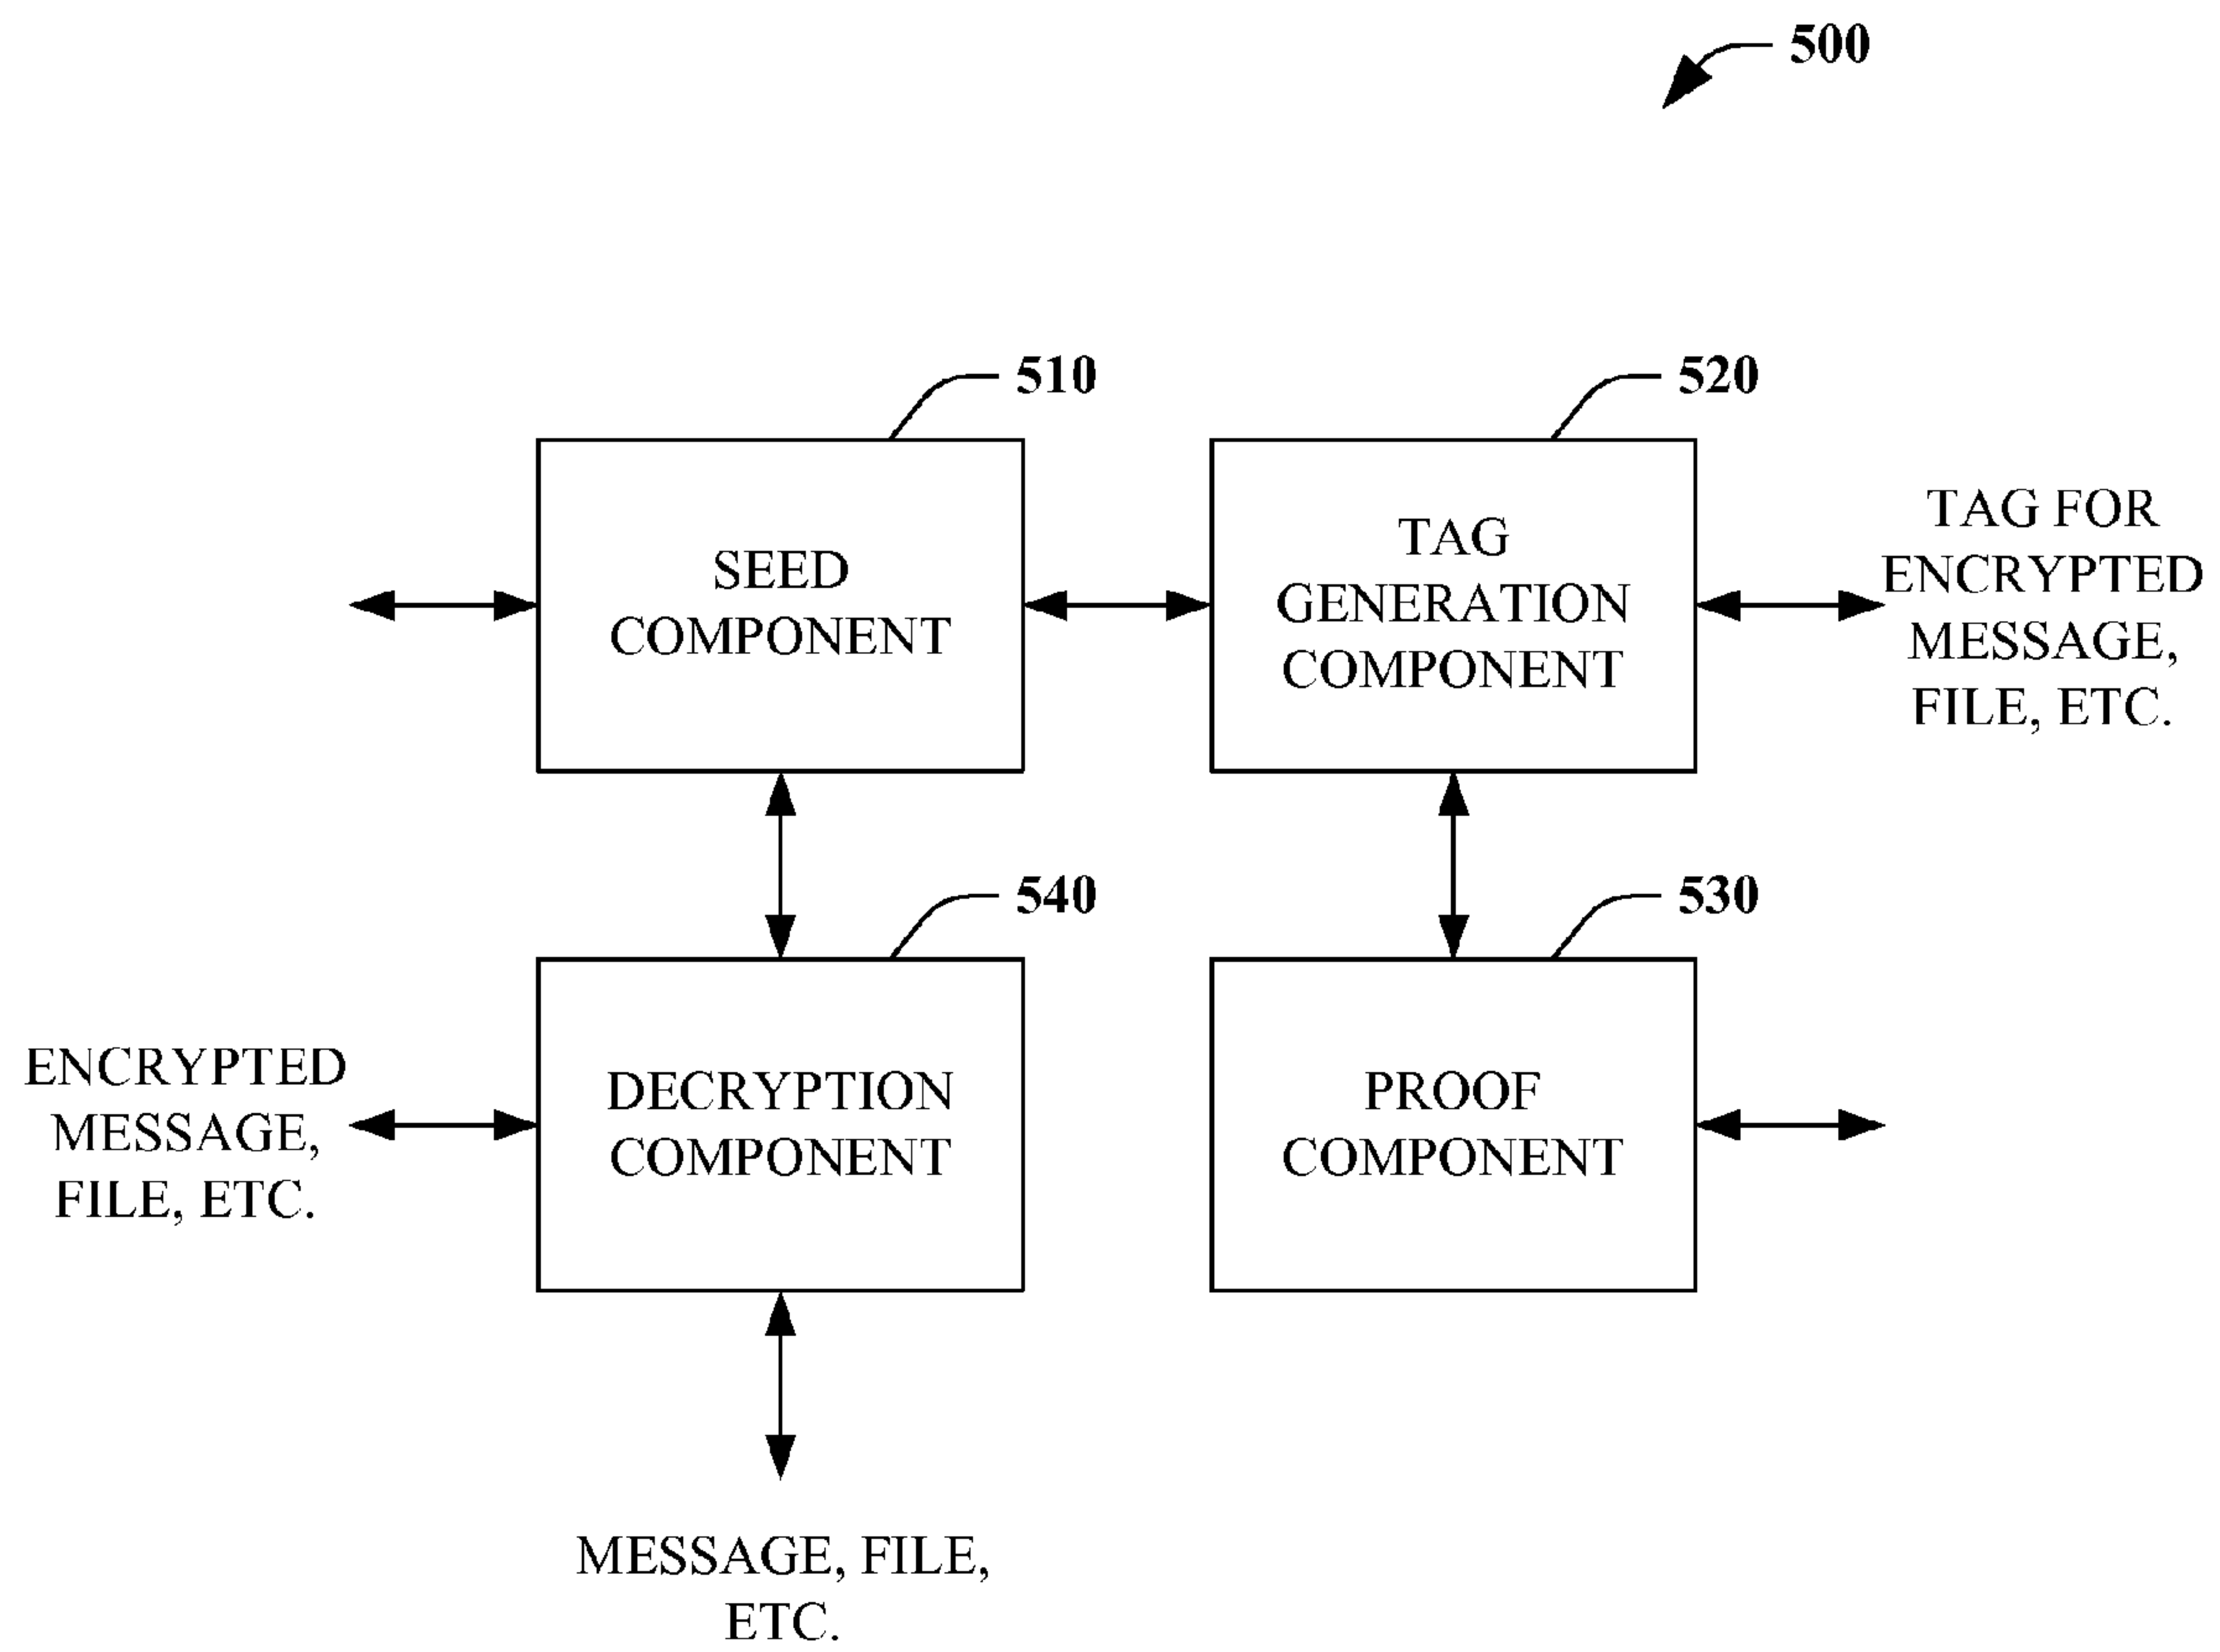 500
510
520
SEED
COMPONENT
TAG
GENERATION
COMPONENT
TAG FOR
ENCRYPTED
MESSAGE,
FILE, ETC.
540
530
ENCRYPTED
MESSAGE,
FILE, ETC.
DECRYPTION
COMPONENT
PROOF
COMPONENT
MESSAGE, FILE,
ETC.